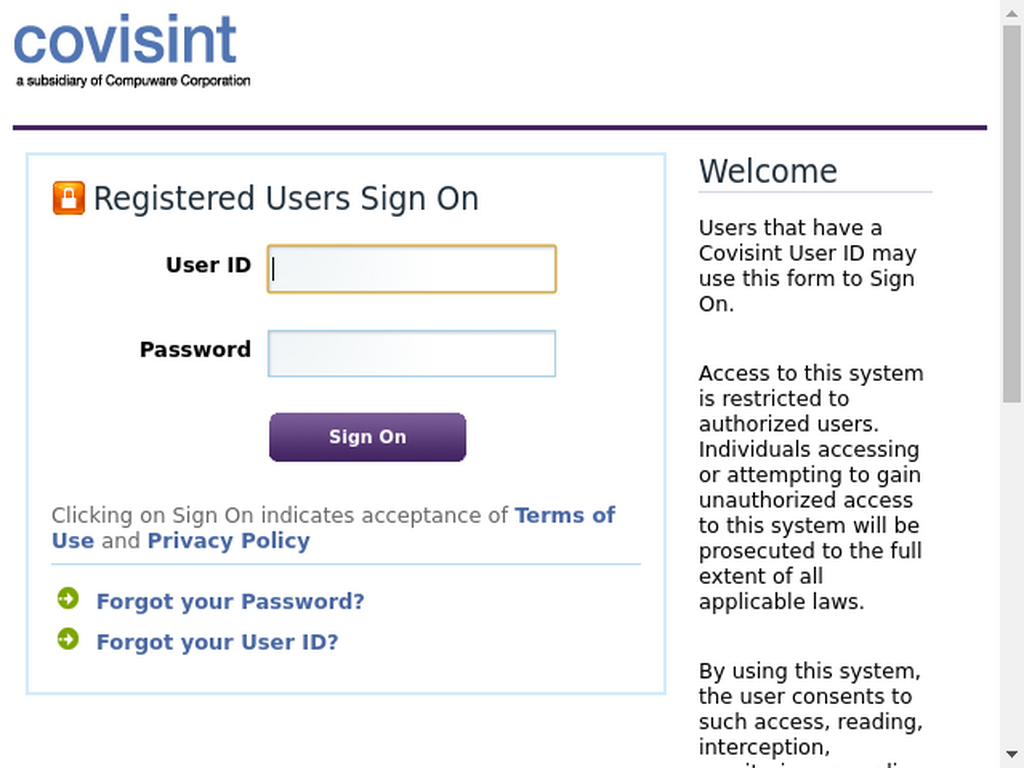 covisint
a subsidiary of Compuware Corporation
Registered Users Sign On
User ID
Password
Sign On
Clicking on Sign On indicates acceptance of Terms of
Use and Privacy Policy
Forgot your Password?
Forgot your User ID?
Welcome
Users that have a
Covisint User ID may
use this form to Sign
On.
Access to this system
is restricted to
authorized users.
Individuals accessing
or attempting to gain
unauthorized access
to this system will be
prosecuted to the full
extent of all
applicable laws.
By using this system,
the user consents to
such access, reading,
interception,